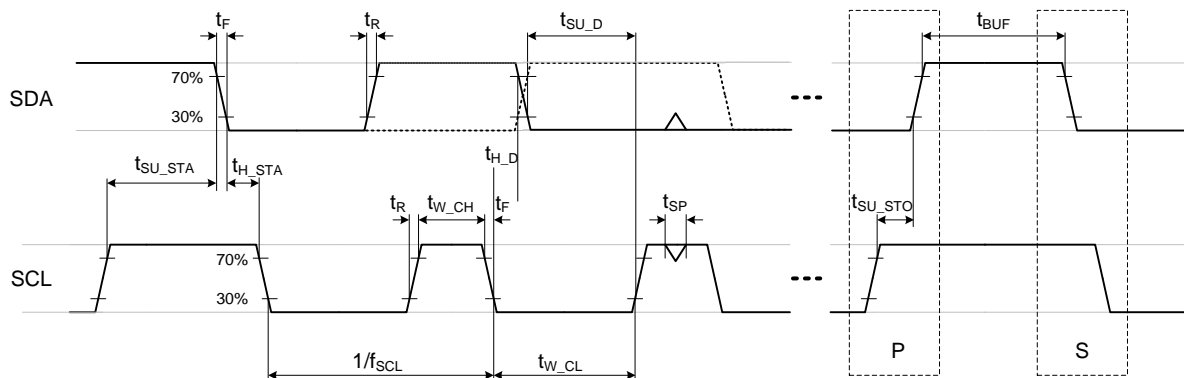 tF
tR
tSU_D
tBUF
70%
SDA
30%
tH_D
tSU_STA
tH_STA
tR
tW_CH
tF
tSP
tSU_STO
70%
SCL
30%
1/fSCL
tW_CL
P
S